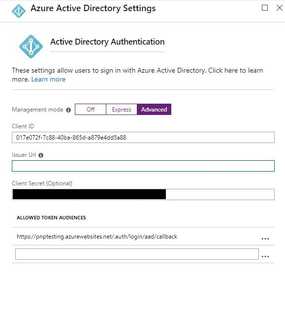 Azure Active Directory Settings
Active Directory Authentication
These settings allow users to sign in with Azure Active Directory. Click here to learn
more. Learn more
Management mode Off Express Advanced
Client ID
017e072f-7c88-40ba-865d-a879e4dd5a88
Issuer Url
Client Secret (Optional)
ALLOWED TOKEN AUDIENCES
https://pnptesting.azurewebsites.net/.auth/login/aad/callback
...
...